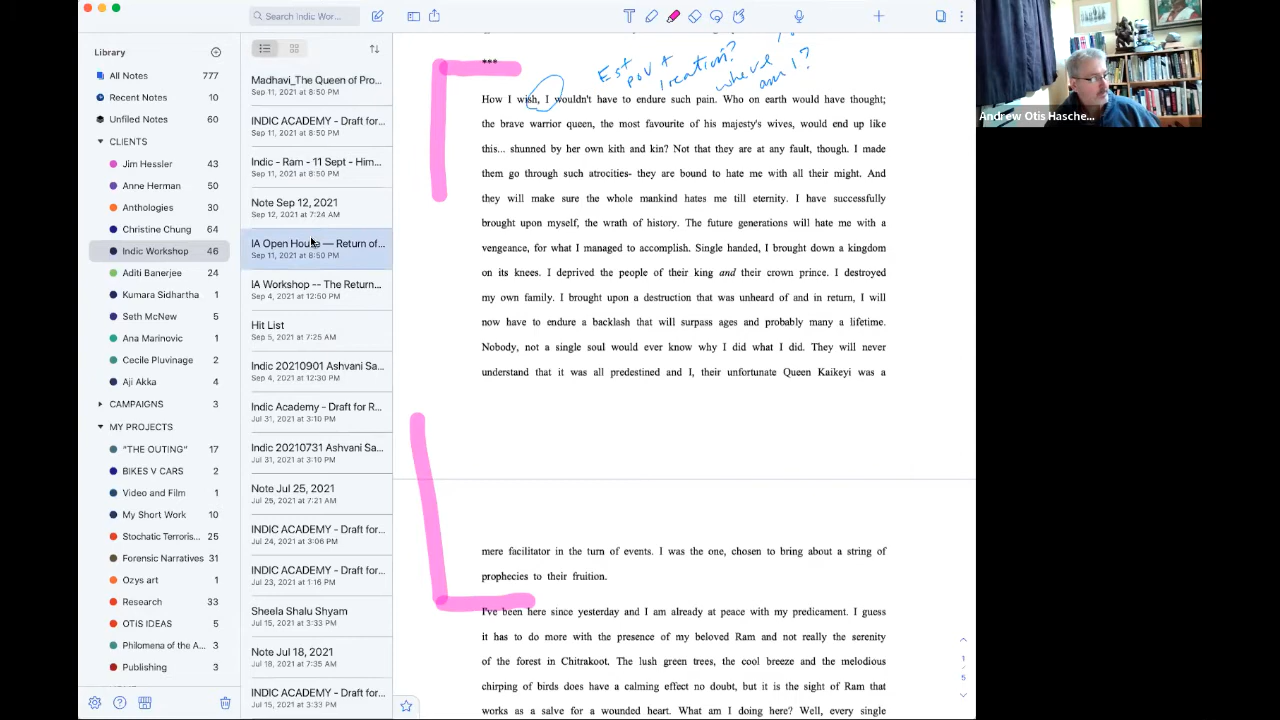 Search Indic Wor...
Library
All Notes 777
Recent Notes 10
Unfiled Notes 60
CLIENTS
Jim Hessler 43
Anne Herman 50
Anthologies 30
Christine Chung 64
Indic Workshop 46
Aditi Banerjee 24
Kumara Sidhartha 1
Seth McNew 5
Ana Marinovic 1
Cecile Pluvinage 2
Aji Akka 4
CAMPAIGNS 3
MY PROJECTS
"THE OUTING" 17
BIKES V CARS 2
Video and Film 1
My Short Work 10
Stochatic Terroris... 25
Forensic Narratives 31
Ozys art 1
Research 33
OTIS IDEAS 5
Philomena of the A... 3
Publishing 3
Madhavi_The Queen of Pro...
Sep 11, 2021 at 8:50 PM
INDIC ACADEMY - Draft for...
Sep 11, 2021 at 8:50 PM
Indic - Ram - 11 Sept - Him...
Sep 11, 2021 at 8:50 PM
Note Sep 12, 2021
Sep 12, 2021 at 7:24 AM
IA Open House — Return of...
Sep 11, 2021 at 8:50 PM
IA Workshop -- The Return...
Sep 4, 2021 at 12:50 PM
Hit List
Sep 5, 2021 at 7:25 AM
Indic 20210901 Ashvani Sa...
Sep 4, 2021 at 12:30 PM
Indic Academy - Draft for R...
Jul 31, 2021 at 3:10 PM
Indic 20210731 Ashvani Sa...
Jul 31, 2021 at 3:10 PM
Note Jul 25, 2021
Jul 25, 2021 at 7:21 AM
INDIC ACADEMY - Draft for...
Jul 24, 2021 at 3:06 PM
INDIC ACADEMY - Draft for...
Jul 23, 2021 at 1:16 PM
Sheela Shalu Shyam
Jul 15, 2021 at 3:33 PM
Note Jul 18, 2021
Jul 18, 2021 at 7:35 AM
INDIC ACADEMY - Draft for...
Jul 15, 2021 at 3:33 PM
***
Est
POV +
location?
where
am I?
How I wish, I wouldn't have to endure such pain. Who on earth would have thought;
the brave warrior queen, the most favourite of his majesty's wives, would end up like
this... shunned by her own kith and kin? Not that they are at any fault, though. I made
them go through such atrocities- they are bound to hate me with all their might. And
they will make sure the whole mankind hates me till eternity. I have successfully
brought upon myself, the wrath of history. The future generations will hate me with a
vengeance, for what I managed to accomplish. Single handed, I brought down a kingdom
on its knees. I deprived the people of their king and their crown prince. I destroyed
my own family. I brought upon a destruction that was unheard of and in return, I will
now have to endure a backlash that will surpass ages and probably many a lifetime.
Nobody, not a single soul would ever know why I did what I did. They will never
understand that it was all predestined and I, their unfortunate Queen Kaikeyi was a
mere facilitator in the turn of events. I was the one, chosen to bring about a string of
prophecies to their fruition.
I've been here since yesterday and I am already at peace with my predicament. I guess
it has to do more with the presence of my beloved Ram and not really the serenity
of the forest in Chitrakoot. The lush green trees, the cool breeze and the melodious
chirping of birds does have a calming effect no doubt, but it is the sight of Ram that
works as a salve for a wounded heart. What am I doing here? Well, every single
1
5
Andrew Otis Hasche...